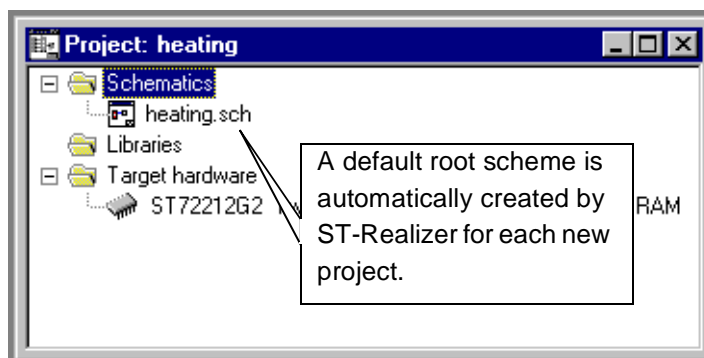 Project: heating
Schematics
heating.sch
Libraries
Target hardware
ST72212G2 RAM
A default root scheme is
automatically created by
ST-Realizer for each new
project.